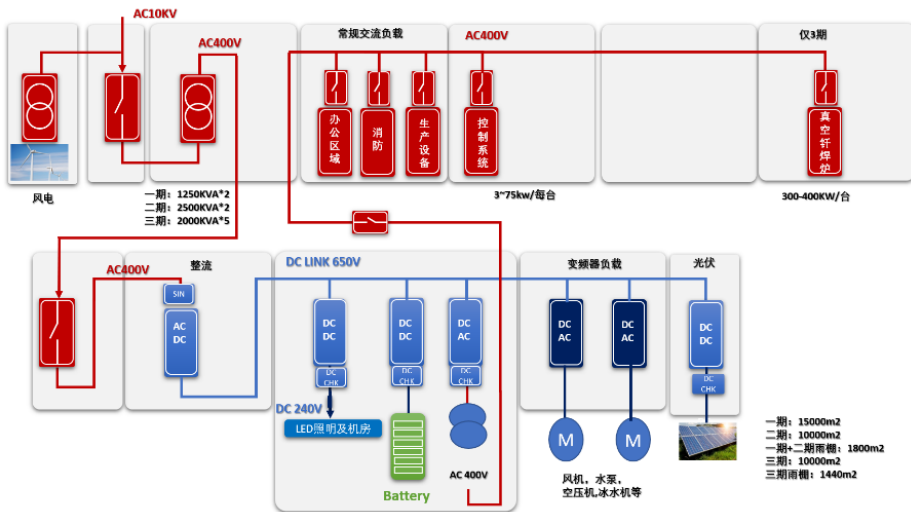 AC10KV
AC400V
常规交流负载
AC400V
仅3期
办公区域
消防
生产设备
控制系统
真空钎焊炉
风电
一期：1250KVA*2
二期：2500KVA*2
三期：2000KVA*5
3~75kw/每台
300-400KW/台
AC400V
整流
DC LINK 650V
变频器负载
光伏
SIN
AC
DC
DC
DC
DC
DC
DC
AC
DC
AC
DC
AC
DC
DC
DC
CHK
DC
CHK
DC
CHK
DC
CHK
DC 240V
LED照明及机房
Battery
AC 400V
M
M
风机，水泵，
空压机,冰水机等
一期：15000m2
二期：10000m2
一期+二期雨棚：1800m2
三期：10000m2
三期雨棚：1440m2